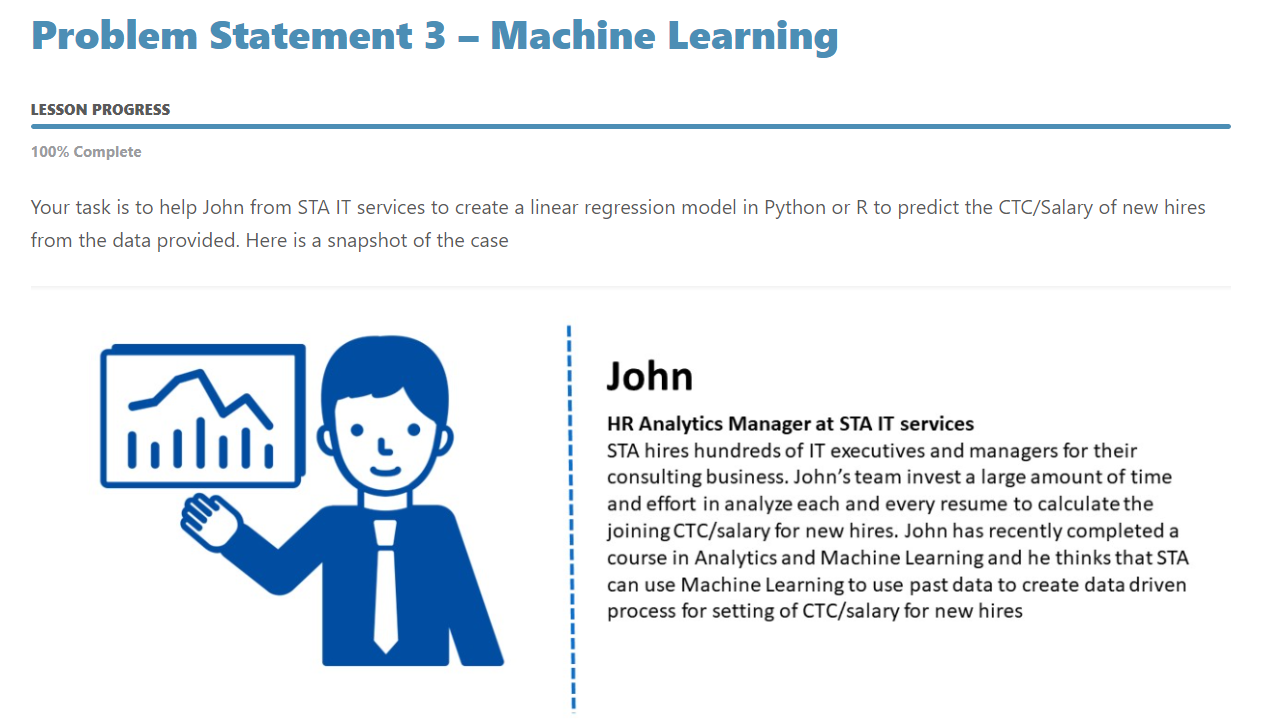 Problem Statement 3 – Machine Learning
LESSON PROGRESS
100% Complete
Your task is to help John from STA IT services to create a linear regression model in Python or R to predict the CTC/Salary of new hires
from the data provided. Here is a snapshot of the case
John
HR Analytics Manager at STA IT services
STA hires hundreds of IT executives and managers for their
consulting business. John’s team invest a large amount of time
and effort in analyze each and every resume to calculate the
joining CTC/salary for new hires. John has recently completed a
course in Analytics and Machine Learning and he thinks that STA
can use Machine Learning to use past data to create data driven
process for setting of CTC/salary for new hires